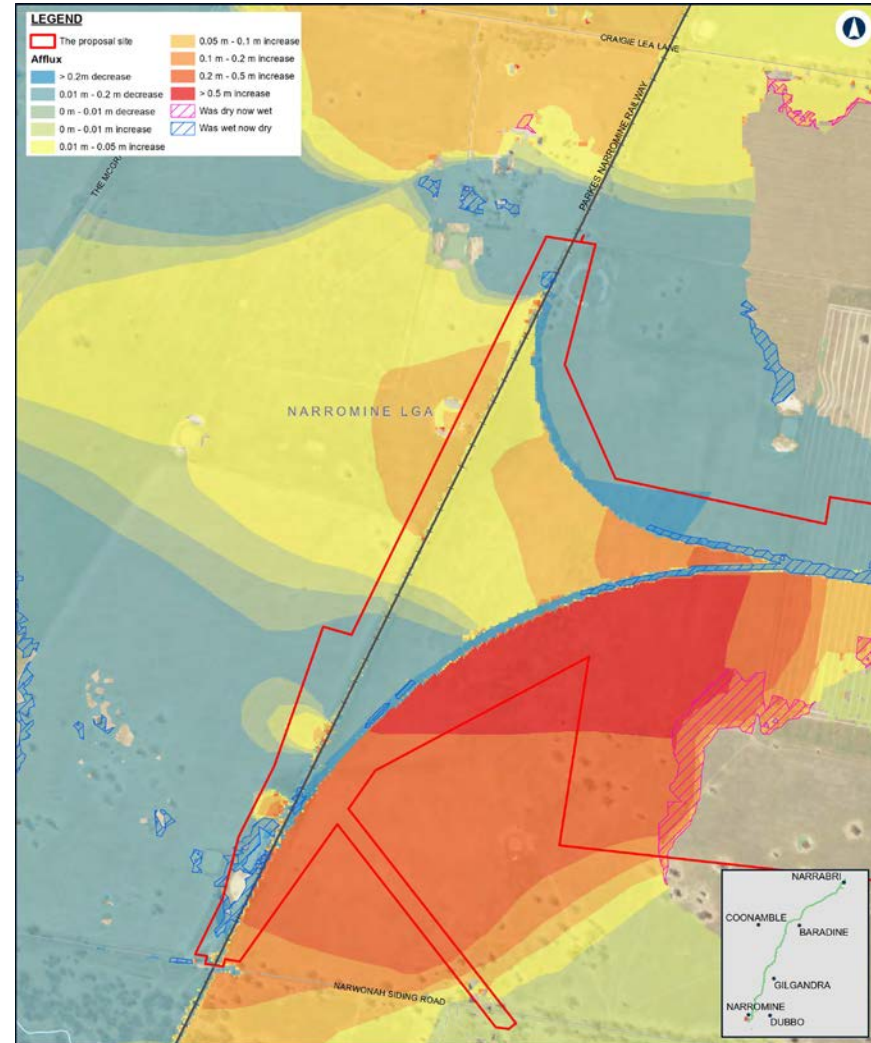 LEGEND
The proposal site
Afflux
> 0.2m decrease
0.01 m - 0.2 m decrease
0 m - 0.01 m decrease
0 m - 0.01 m increase
0.01 m - 0.05 m increase
0.05 m - 0.1 m increase
0.1 m - 0.2 m increase
0.2 m - 0.5 m increase
> 0.5 m increase
Was dry now wet
Was wet now dry
CRAIGIE LEA LANE
PARKES NARROMINE RAILWAY
THE MCGRA
NARROMINE LGA
NARWONAH SIDING ROAD
NARRABRI
COONAMBLE
BARADINE
GILGANDRA
NARROMINE
DUBBO